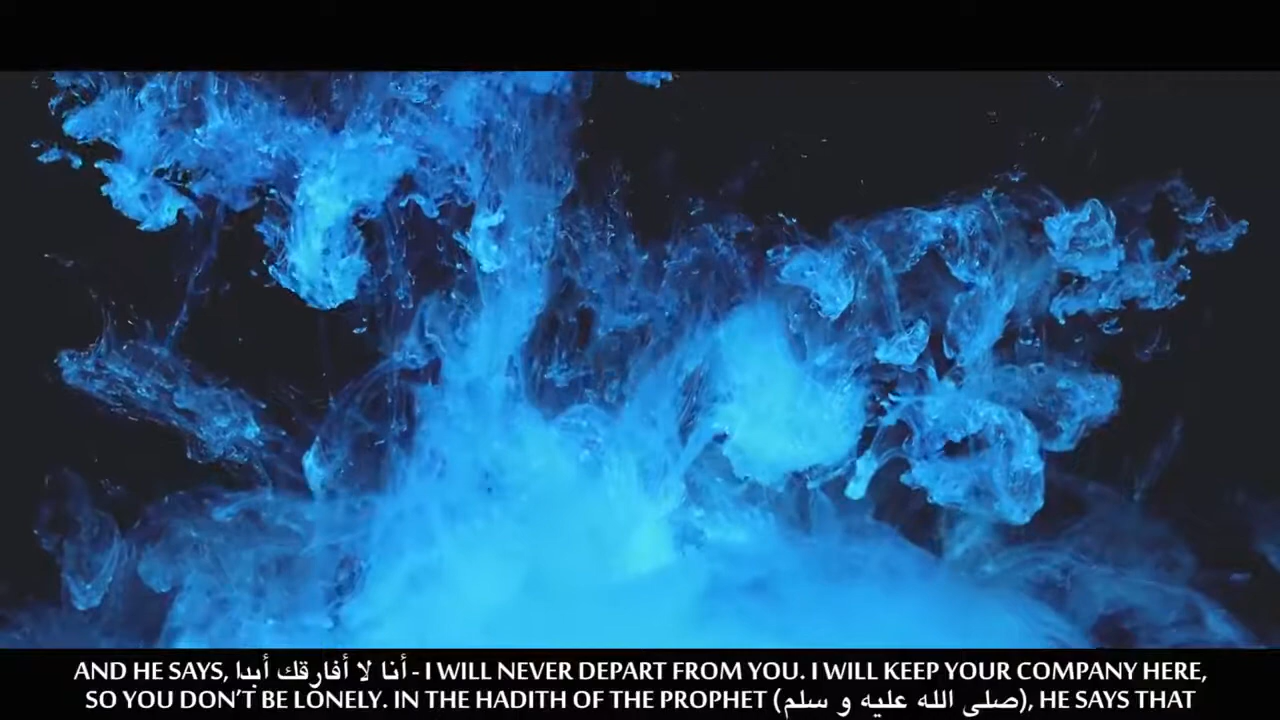 AND HE SAYS, أنا لا أفارقك أبدا - I WILL NEVER DEPART FROM YOU. I WILL KEEP YOUR COMPANY HERE,
SO YOU DON'T BE LONELY. IN THE HADITH OF THE PROPHET (صلى الله عليه و سلم), HE SAYS THAT